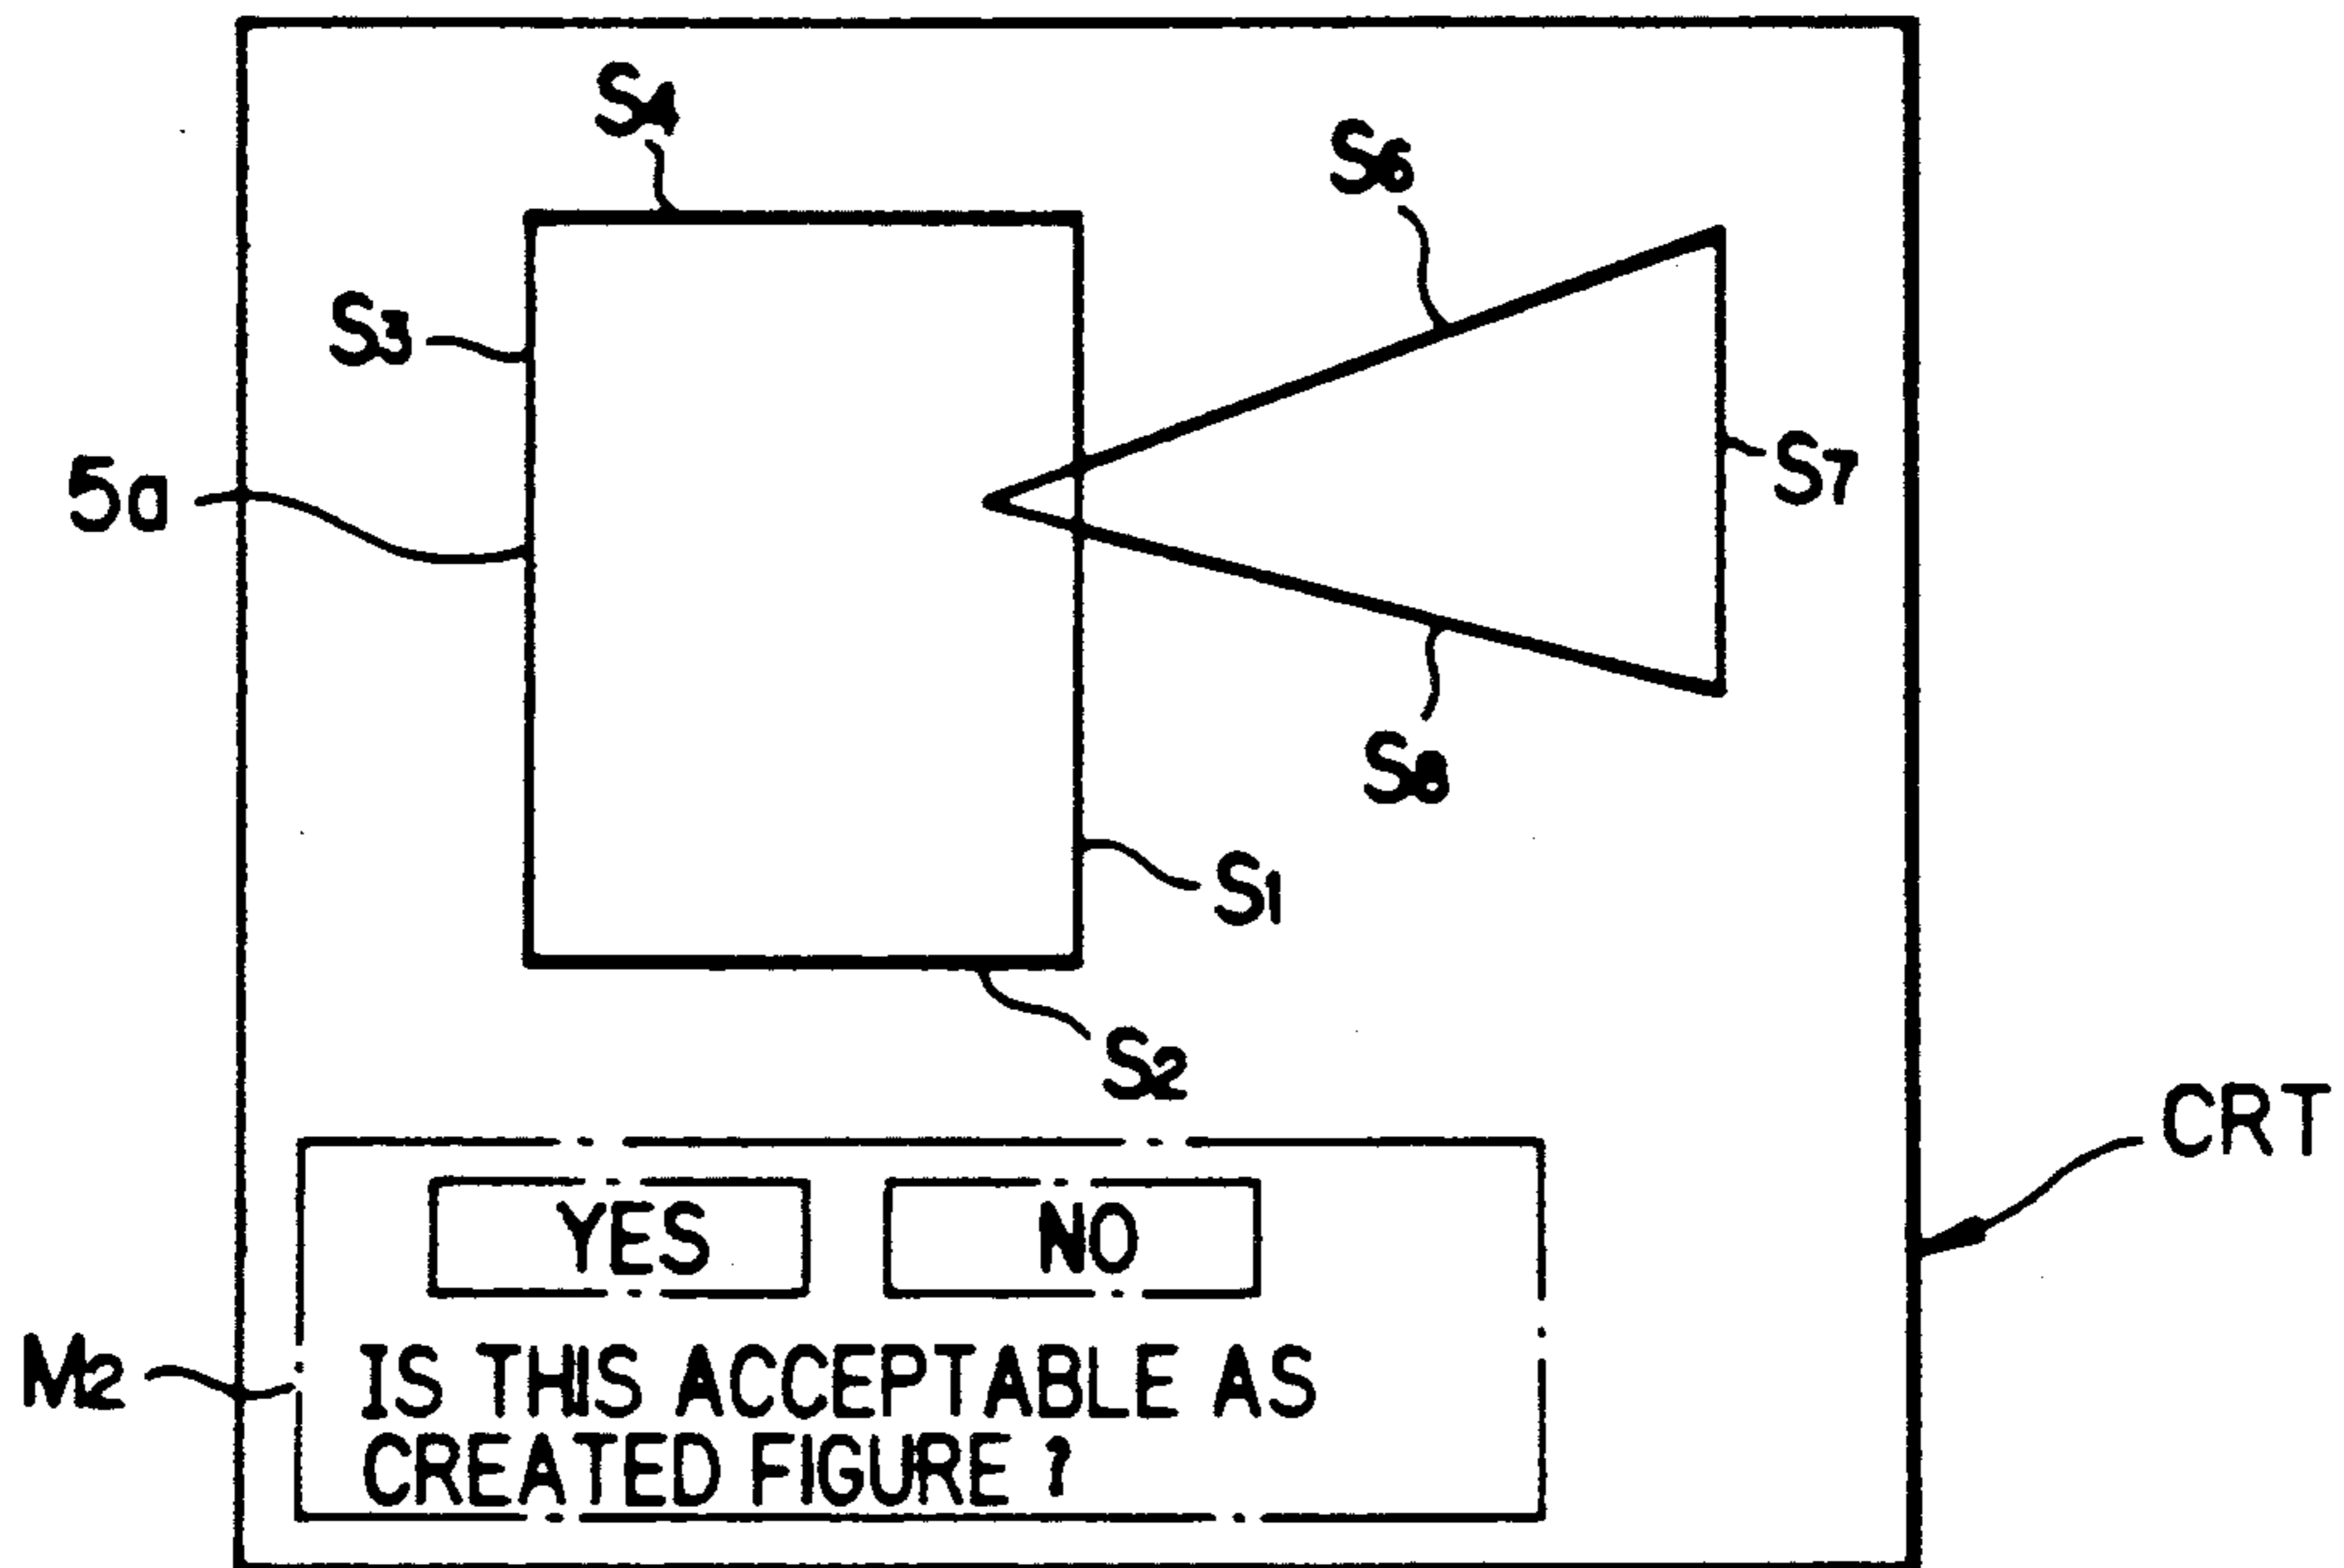 S4
S6
S3
S7
5a
S8
S1
S2
CRT
YES NO
M2
IS THIS ACCEPTABLE AS
CREATED FIGURE ?